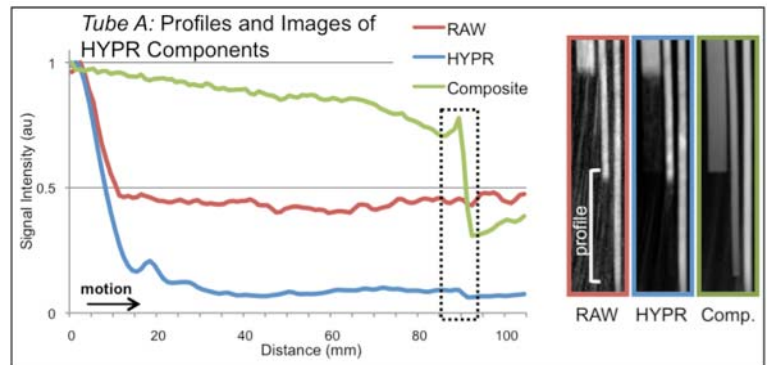 Tube A: Profiles and Images of
HYPR Components
RAW
HYPR
Composite
Signal Intensity (au)
1
0.5
0
motion
0 20 40 60 80 100
Distance (mm)
profile
RAW HYPR Comp.